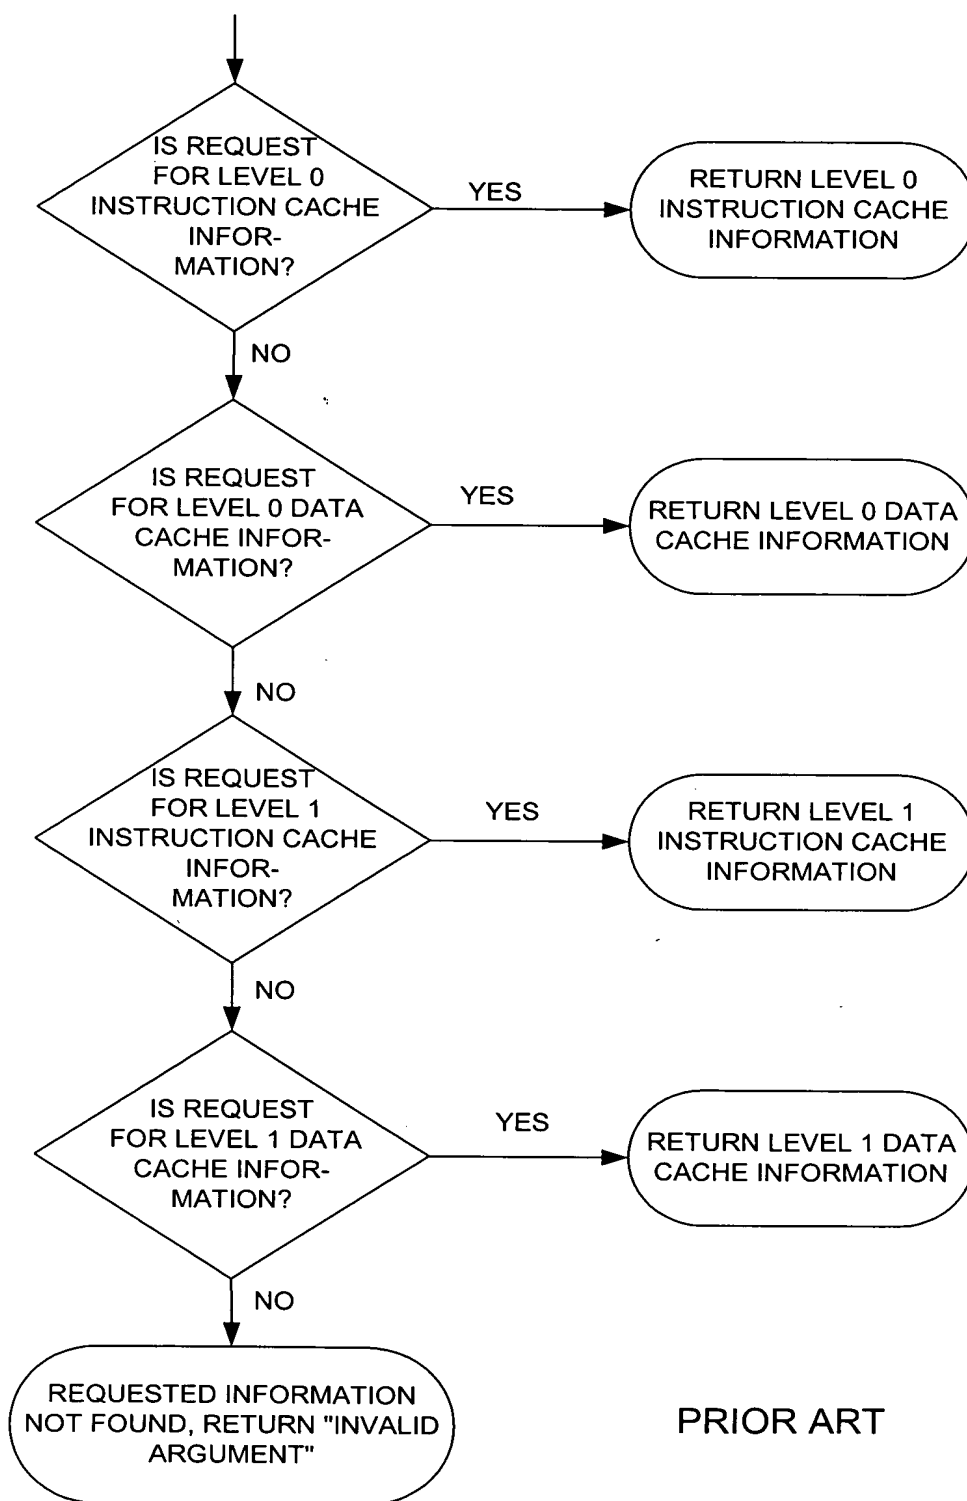 IS REQUEST
FOR LEVEL 0
INSTRUCTION CACHE
INFOR-
MATION?
YES
RETURN LEVEL 0
INSTRUCTION CACHE
INFORMATION
NO
IS REQUEST
FOR LEVEL 0 DATA
CACHE INFOR-
MATION?
YES
RETURN LEVEL 0 DATA
CACHE INFORMATION
NO
IS REQUEST
FOR LEVEL 1
INSTRUCTION CACHE
INFOR-
MATION?
YES
RETURN LEVEL 1
INSTRUCTION CACHE
INFORMATION
NO
IS REQUEST
FOR LEVEL 1 DATA
CACHE INFOR-
MATION?
YES
RETURN LEVEL 1 DATA
CACHE INFORMATION
NO
REQUESTED INFORMATION
NOT FOUND, RETURN "INVALID
ARGUMENT"
PRIOR ART